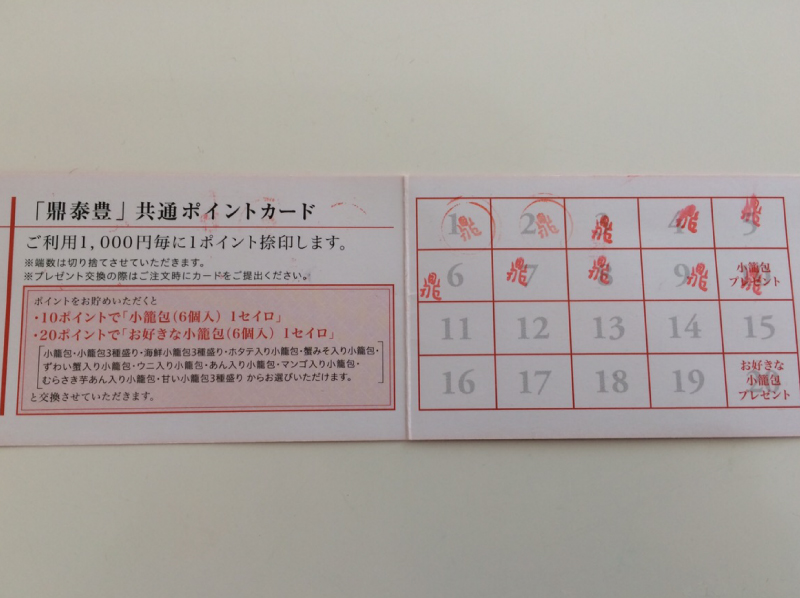 「鼎泰豊」共通ポイントカード
ご利用1,000円毎に1ポイント捺印します。
※端数は切り捨てさせていただきます。
※プレゼント交換の際はご注文時にカードをご提出ください。
ポイントをお貯めいただくと
・10ポイントで「小籠包(6個入) 1セイロ」
・20ポイントで「お好きな小籠包(6個入) 1セイロ」
小籠包・小籠包3種盛り・海鮮小籠包3種盛り・ホタテ入り小籠包・蟹みそ入り小籠包・
ずわい蟹入り小籠包・ウニ入り小籠包・あん入り小籠包・マンゴ入り小籠包・
むらさき芋あん入り小籠包・甘い小籠包3種盛り からお選びいただけます。
と交換させていただきます。
1 2 3 4 5
6 7 8 9 10
小籠包
プレゼント
11 12 13 14 15
16 17 18 19 20
お好きな
小籠包
プレゼント